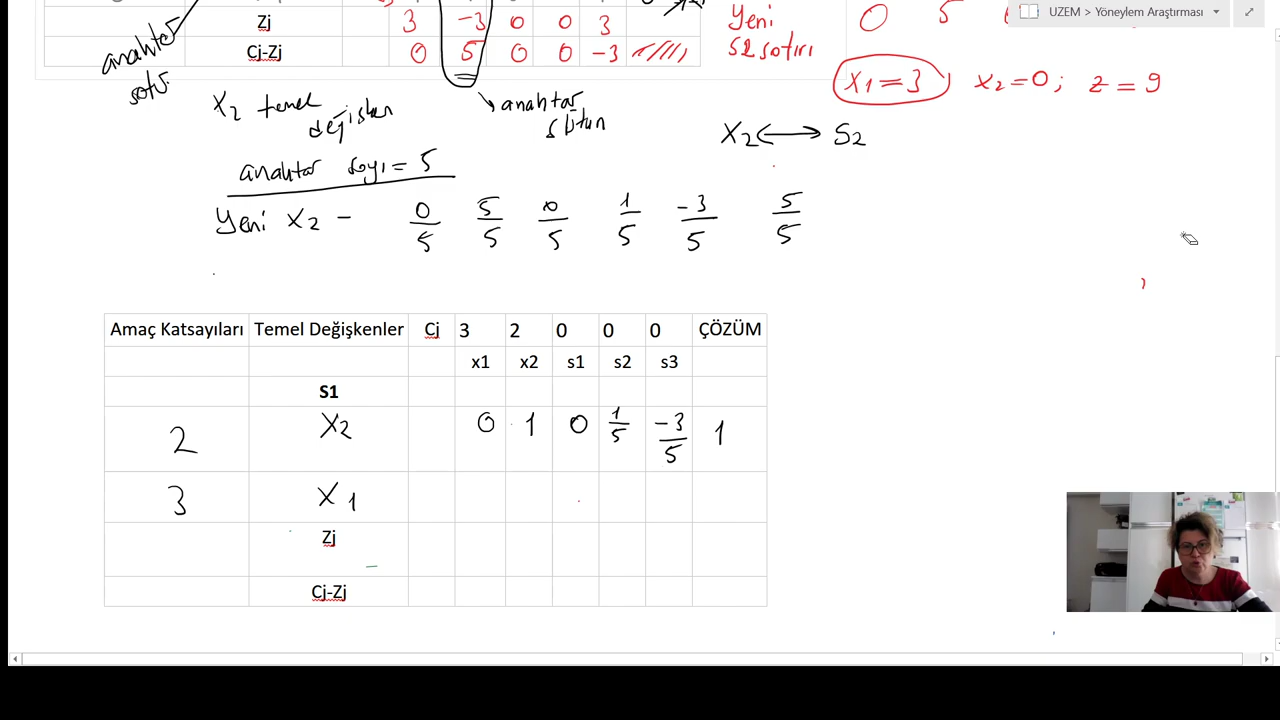 UZEM > Yöneylem Araştırması
Zj 3 -3 0 0 3
Cj-Zj 0 5 0 0 -3
Yeni
S2 satırı
0 5
anahtar
satır
X1=3, X2=0; Z=9
X2 temel
değişken
anahtar
sütun
X2 ↔ S2
anahtar sayı = 5
Yeni X2 - 0/5 5/5 0/5 1/5 -3/5 5/5
Amaç Katsayıları Temel Değişkenler Cj 3 2 0 0 0 ÇÖZÜM
x1 x2 s1 s2 s3
S1
2 X2 0 1 0 1/5 -3/5 1
3 X1
Zj
Cj-Zj